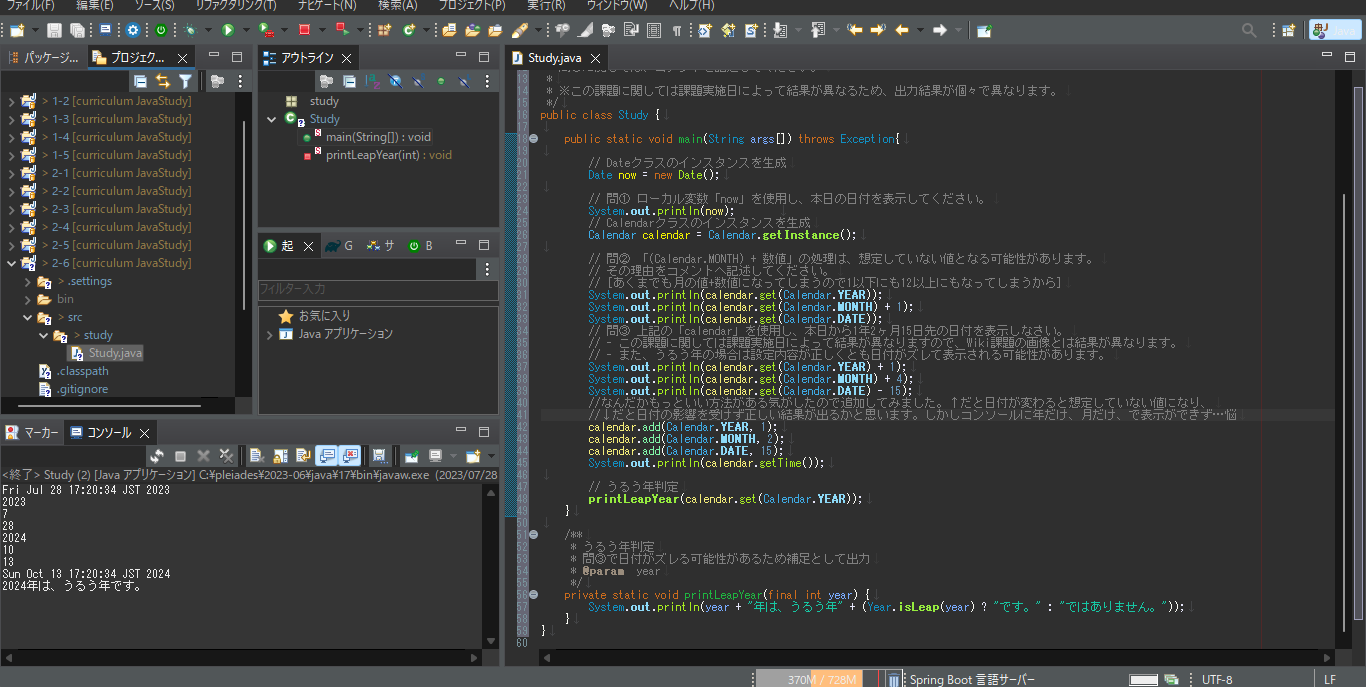 ファイル(F) 編集(E) ソース(S) リファクタリング(T) ナビゲート(N) 検索(A) プロジェクト(P) 実行(R) ウィンドウ(W) ヘルプ(H)
Java
パッケージ... プロジェク...
> 1-2 [curriculum JavaStudy]
> 1-3 [curriculum JavaStudy]
> 1-4 [curriculum JavaStudy]
> 1-5 [curriculum JavaStudy]
> 2-1 [curriculum JavaStudy]
> 2-2 [curriculum JavaStudy]
> 2-3 [curriculum JavaStudy]
> 2-4 [curriculum JavaStudy]
> 2-5 [curriculum JavaStudy]
> 2-6 [curriculum JavaStudy]
> .settings
bin
> src
> study
Study.java
.classpath
.gitignore
アウトライン
study
Study
main(String[]) : void
printLeapYear(int) : void
起 G サ B
フィルター入力
お気に入り
Java アプリケーション
マーカー コンソール
<終了> Study (2) [Java アプリケーション] C:¥pleiades¥2023-06¥java¥17¥bin¥javaw.exe (2023/07/28
Fri Jul 28 17:20:34 JST 2023
2023
7
28
2024
10
13
Sun Oct 13 17:20:34 JST 2024
2024年は、うるう年です。
Study.java
13 *
14 * ※この課題に関しては課題実施日によって結果が異なるため、出力結果が個々で異なります。
15 */
16 public class Study {
17
18 public static void main(String args[]) throws Exception{
19
20 // Dateクラスのインスタンスを生成
21 Date now = new Date();
22
23 // 問① ローカル変数「now」を使用し、本日の日付を表示してください。
24 System.out.println(now);
25 // Calendarクラスのインスタンスを生成
26 Calendar calendar = Calendar.getInstance();
27
28 // 問② 「(Calendar.MONTH) + 数値」の処理は、想定していない値となる可能性があります。
29 // その理由をコメントへ記述してください。
30 // [あくまでも月の値+数値になってしまうので1以下にも12以上にもなってしまうから]
31 System.out.println(calendar.get(Calendar.YEAR));
32 System.out.println(calendar.get(Calendar.MONTH) + 1);
33 System.out.println(calendar.get(Calendar.DATE));
34 // 問③ 上記の「calendar」を使用し、本日から1年2ヶ月15日先の日付を表示しなさい。
35 // - この課題に関しては課題実施日によって結果が異なりますので、Wiki課題の画像とは結果が異なります。
36 // - また、うるう年の場合は設定内容が正しくとも日付がズレて表示される可能性があります。
37 System.out.println(calendar.get(Calendar.YEAR) + 1);
38 System.out.println(calendar.get(Calendar.MONTH) + 4);
39 System.out.println(calendar.get(Calendar.DATE) - 15);
40 //なんだかもっといい方法がある気がしたので追加してみました。↑だと日付が変わると想定していない値になり、
41 //↓だと日付の影響を受けず正しい結果が出るかと思います。しかしコンソールに年だけ、月だけ、で表示ができず…悩
42 calendar.add(Calendar.YEAR, 1);
43 calendar.add(Calendar.MONTH, 2);
44 calendar.add(Calendar.DATE, 15);
45 System.out.println(calendar.getTime());
46
47 // うるう年判定
48 printLeapYear(calendar.get(Calendar.YEAR));
49 }
50
51 /**
52 * うるう年判定
53 * 問③で日付がズレる可能性があるため補足として出力
54 * @param year
55 */
56 private static void printLeapYear(final int year) {
57 System.out.println(year + "年は、うるう年" + (Year.isLeap(year) ? "です。" : "ではありません。"));
58 }
59 }
60
370M / 728M Spring Boot 言語サーバー UTF-8 LF